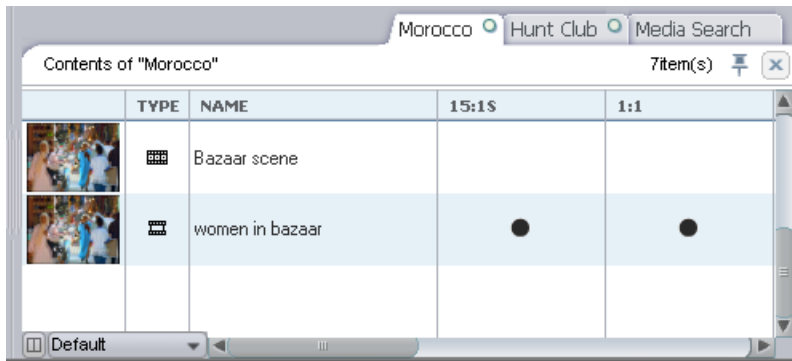 Morocco Hunt Club Media Search
Contents of "Morocco" 7item(s)
TYPE NAME 15:1S 1:1
Bazaar scene
women in bazaar
Default